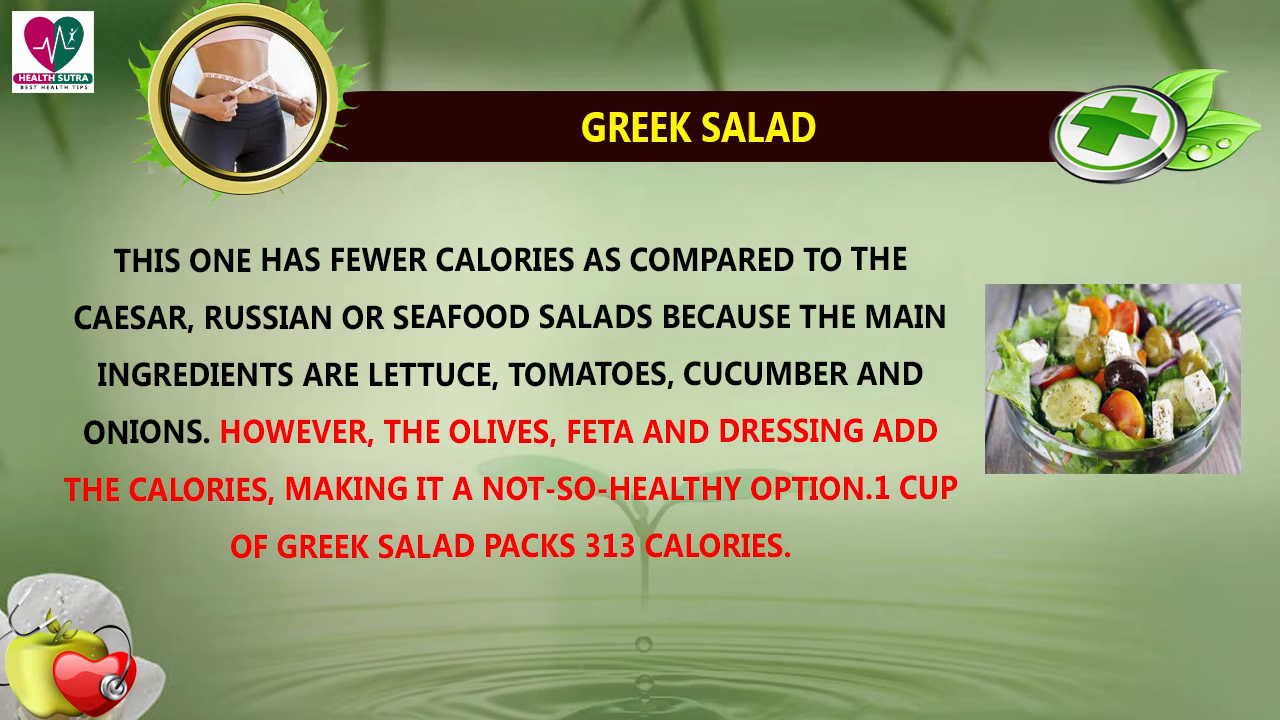 HEALTH SUTRA
BEST HEALTH TIPS
GREEK SALAD
THIS ONE HAS FEWER CALORIES AS COMPARED TO THE
CAESAR, RUSSIAN OR SEAFOOD SALADS BECAUSE THE MAIN
INGREDIENTS ARE LETTUCE, TOMATOES, CUCUMBER AND
ONIONS. HOWEVER, THE OLIVES, FETA AND DRESSING ADD
THE CALORIES, MAKING IT A NOT-SO-HEALTHY OPTION.1 CUP
OF GREEK SALAD PACKS 313 CALORIES.